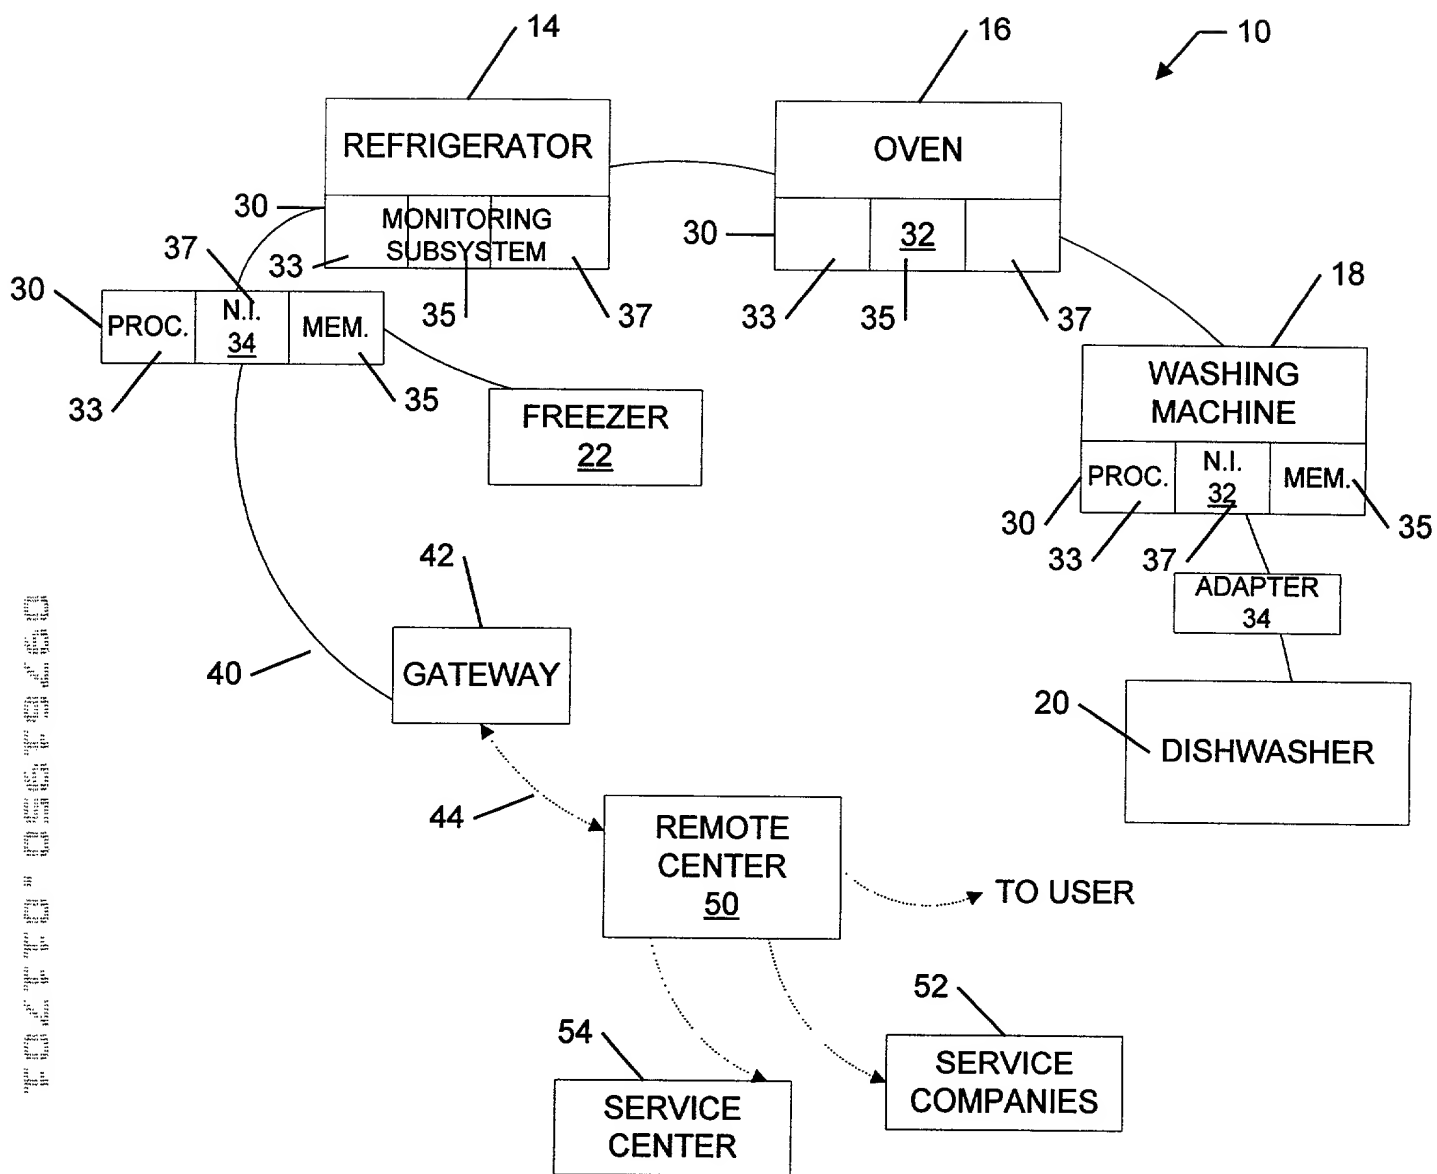 14
16
10
REFRIGERATOR
OVEN
30
MONITORING
SUBSYSTEM
33
35
37
30
32
33
35
37
37
30
PROC.
N.I.
34
MEM.
33
35
FREEZER
22
18
WASHING
MACHINE
PROC.
N.I.
32
MEM.
30
33
37
35
ADAPTER
34
20
DISHWASHER
42
GATEWAY
40
44
REMOTE
CENTER
50
TO USER
52
SERVICE
COMPANIES
54
SERVICE
CENTER